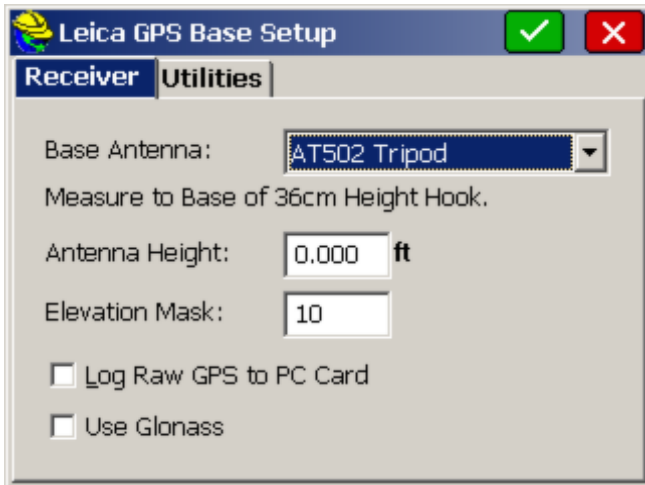 Leica GPS Base Setup
Receiver Utilities
Base Antenna: AT502 Tripod
Measure to Base of 36cm Height Hook.
Antenna Height: 0.000 ft
Elevation Mask: 10
Log Raw GPS to PC Card
Use Glonass